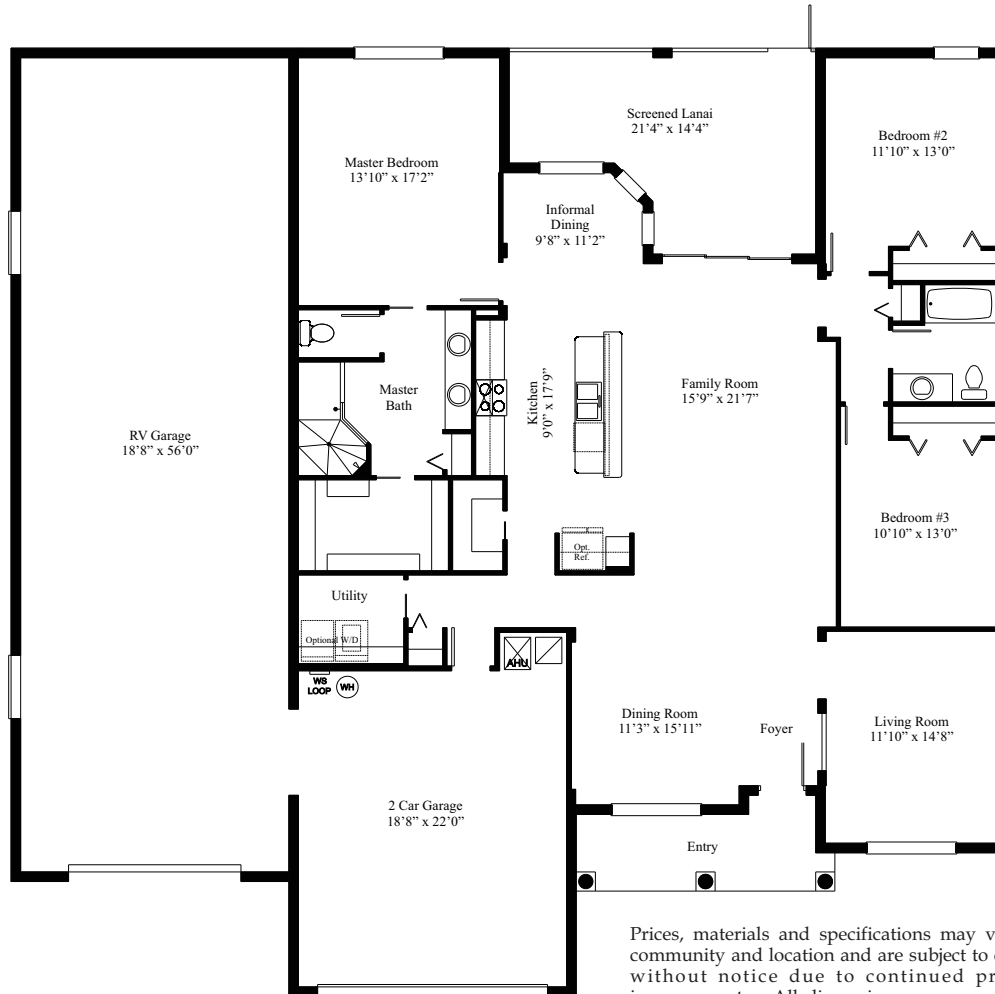 Screened Lanai
21’4” x 14’4”
Bedroom #2
11’10” x 13’0”
Master Bedroom
13’10” x 17’2”
Informal
Dining
9’8” x 11’2”
Master
Bath
Kitchen
9’0” x 17’9”
Family Room
15’9” x 21’7”
RV Garage
18’8” x 56’0”
Bedroom #3
10’10” x 13’0”
Opt.
Ref.
Utility
Optional W/D
AHU
WS
LOOP
WH
Dining Room
11’3” x 15’11”
Foyer
Living Room
11’10” x 14’8”
2 Car Garage
18’8” x 22’0”
Entry
Prices, materials and specifications may
community and location and are subject to
without notice due to continued